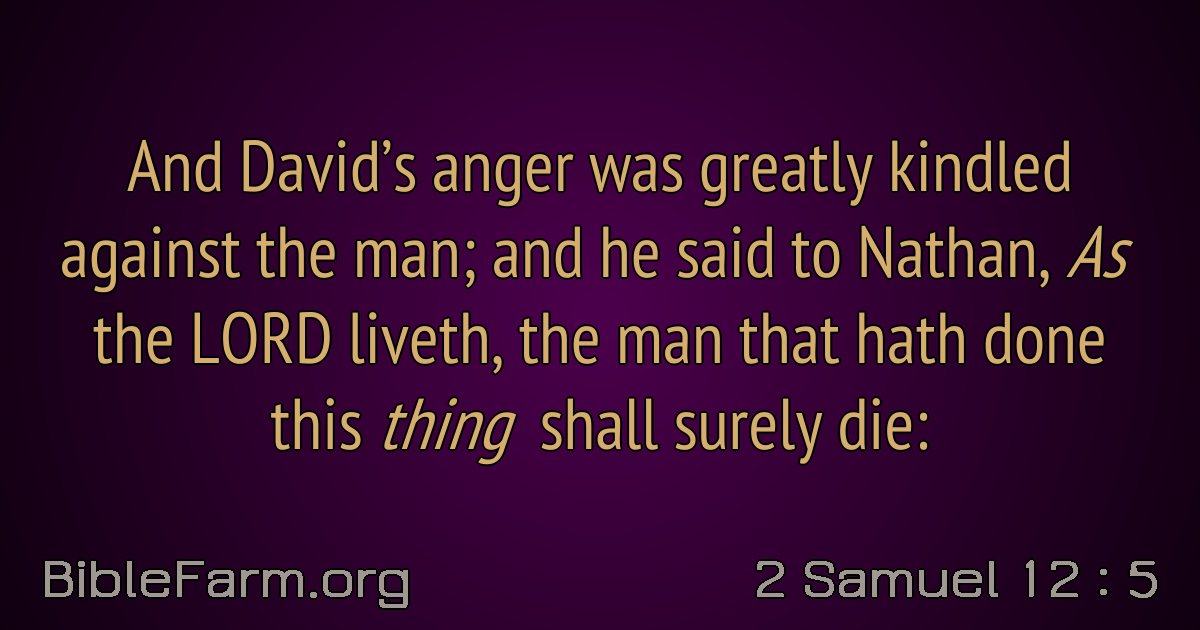 And David’s anger was greatly kindled
against the man; and he said to Nathan, As
the LORD liveth, the man that hath done
this thing shall surely die:
BibleFarm.org
2 Samuel 12 : 5